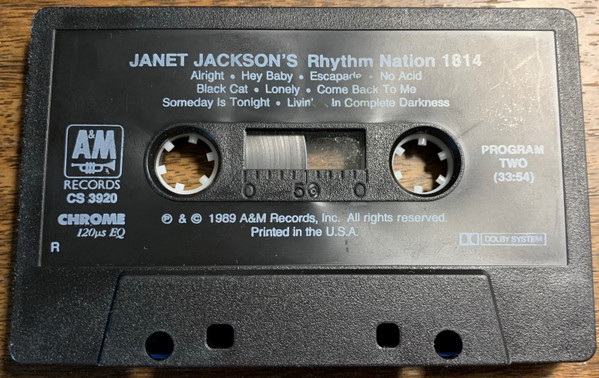 JANET JACKSON'S Rhythm Nation 1814
Alright • Hey Baby • Escapade • No Acid
Black Cat • Lonely • Come Back To Me
Someday Is Tonight • Livin' In Complete Darkness
A&M
RECORDS
CS 3920
CHROME
120μs EQ
R
PROGRAM
TWO
(33:54)
0 50 0
℗ & © 1989 A&M Records, Inc. All rights reserved.
Printed in the U.S.A.
DOLBY SYSTEM